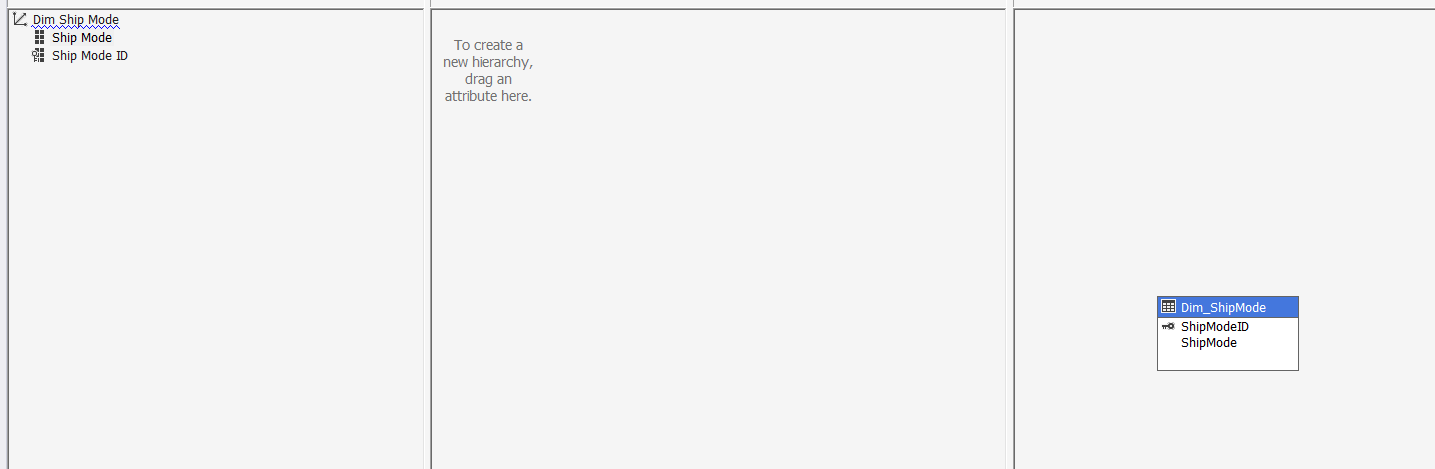 Dim Ship Mode
Ship Mode
Ship Mode ID
To create a
new hierarchy,
drag an
attribute here.
Dim_ShipMode
ShipModeID
ShipMode